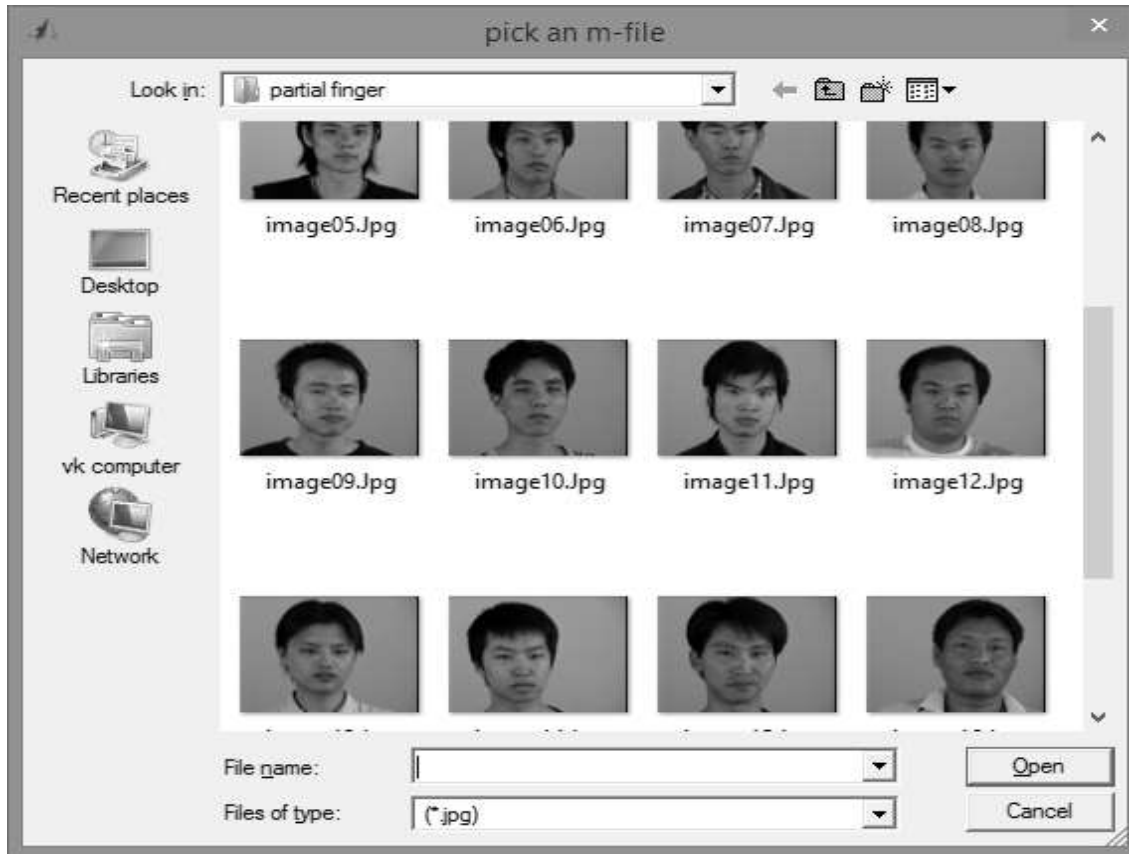 pick an m-file
Look in: partial finger
Recent places
Desktop
Libraries
vk computer
Network
image05.Jpg image06.Jpg image07.Jpg image08.Jpg
image09.Jpg image10.Jpg image11.Jpg image12.Jpg
File name:
Open
Files of type: (*.jpg)
Cancel